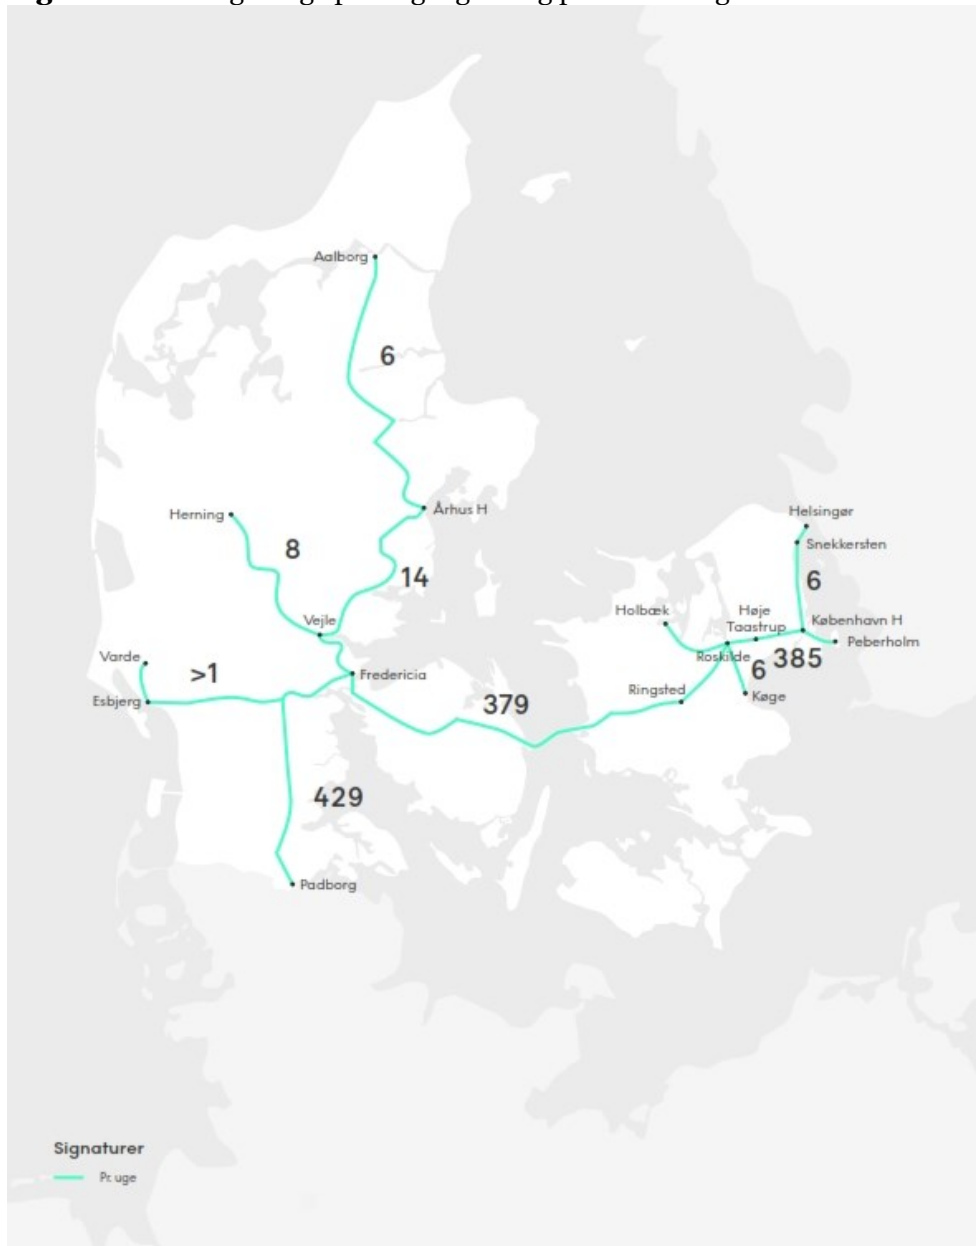 Aalborg
6
Herning
Århus H
8
14
Helsingør
Snekkersten
6
Holbæk
Høje
Taastrup
København H
Peberholm
Vejle
Varde
>1
Fredericia
Roskilde
385
6
Ringsted
Køge
Esbjerg
379
429
Padborg
Signaturer
Pr. uge